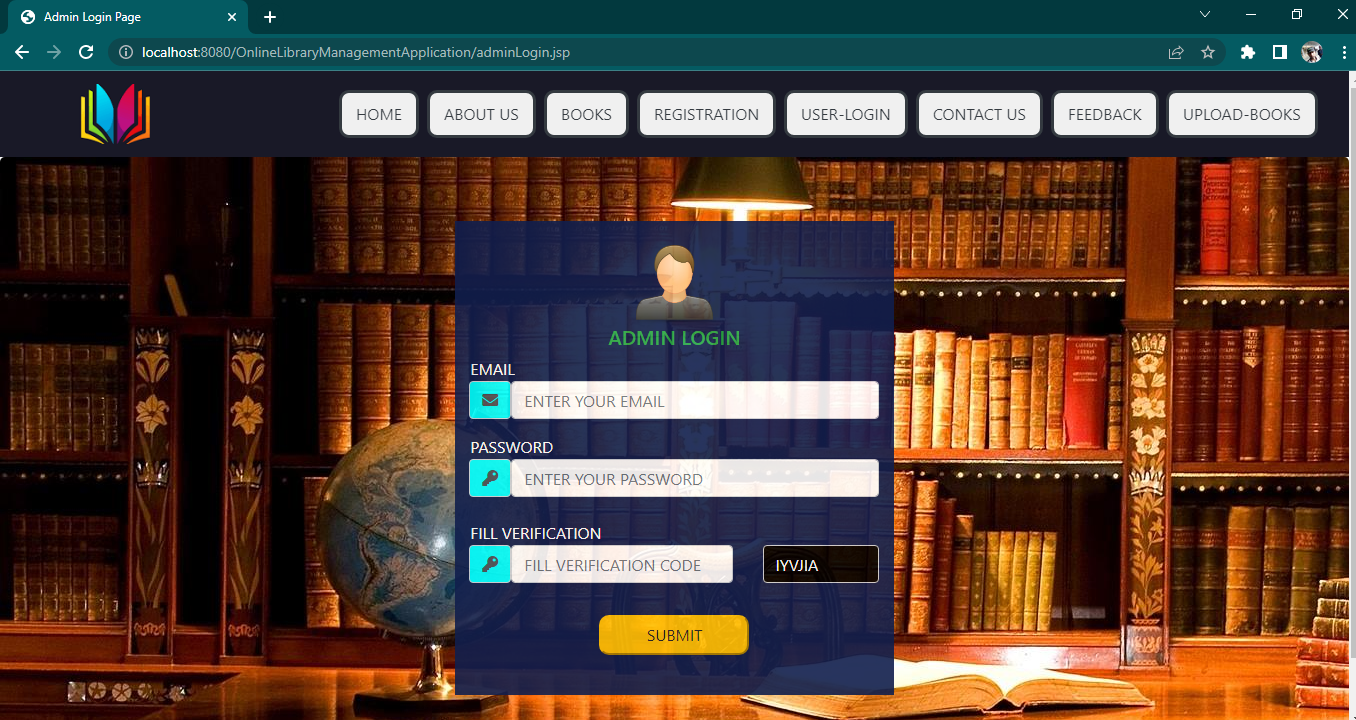 Admin Login Page
localhost:8080/OnlineLibraryManagementApplication/adminLogin.jsp
HOME ABOUT US BOOKS REGISTRATION USER-LOGIN CONTACT US FEEDBACK UPLOAD-BOOKS
ADMIN LOGIN
EMAIL
ENTER YOUR EMAIL
PASSWORD
ENTER YOUR PASSWORD
FILL VERIFICATION
FILL VERIFICATION CODE IYVJIA
SUBMIT